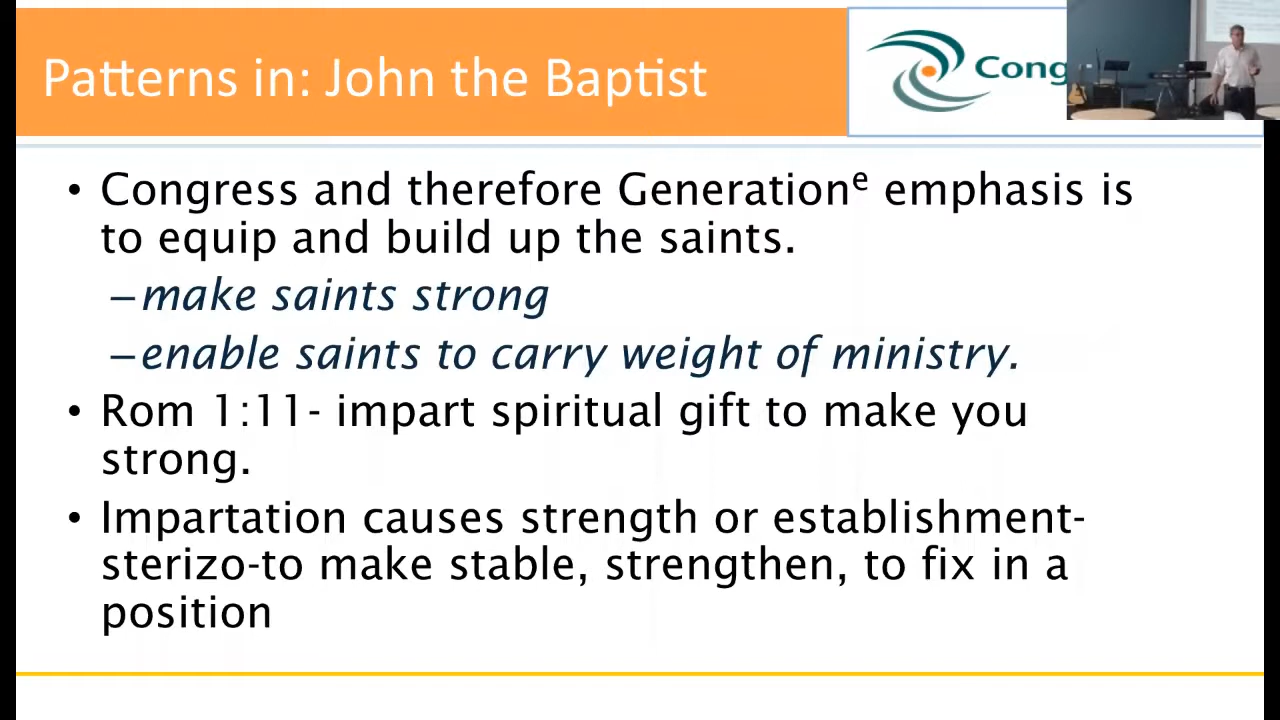 Patterns in: John the Baptist
Cong
• Congress and therefore Generationᵉ emphasis is
to equip and build up the saints.
–make saints strong
–enable saints to carry weight of ministry.
• Rom 1:11- impart spiritual gift to make you
strong.
• Impartation causes strength or establishment-
sterizo-to make stable, strengthen, to fix in a
position